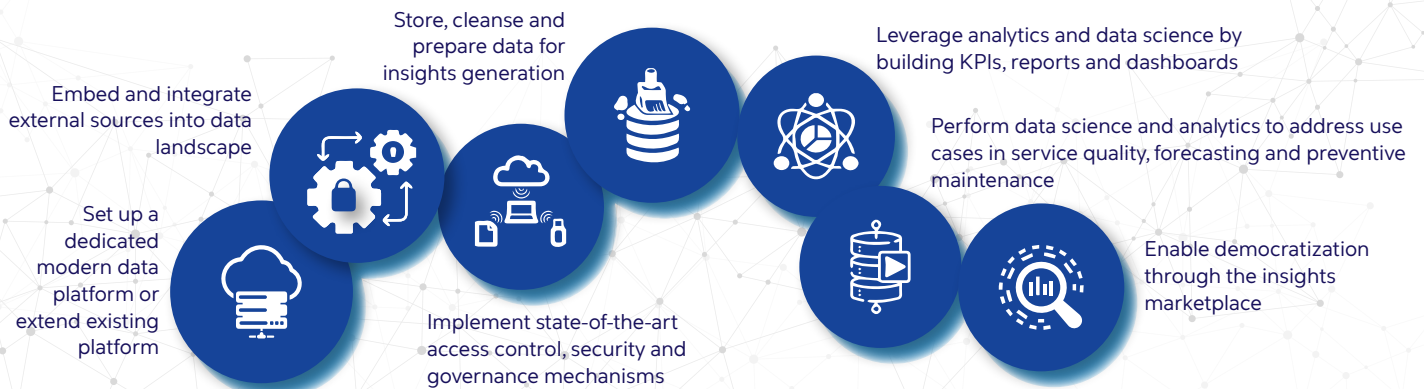 Set up a
dedicated
modern data
platform or
extend existing
platform
Embed and integrate
external sources into data
landscape
Implement state-of-the-art
access control, security and
governance mechanisms
Store, cleanse and
prepare data for
insights generation
Leverage analytics and data science by
building KPIs, reports and dashboards
Perform data science and analytics to address use
cases in service quality, forecasting and preventive
maintenance
Enable democratization
through the insights
marketplace